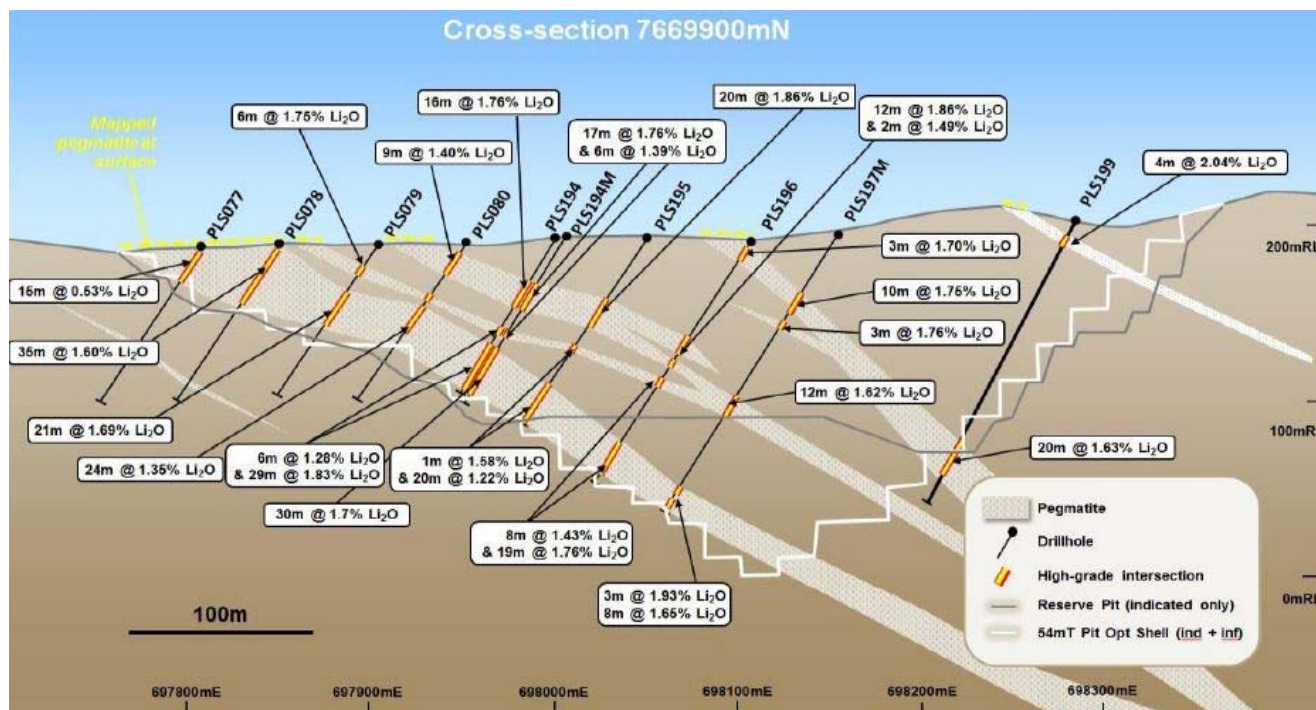 Cross-section 7669900mN
Mapped
pegmatite at
surface
6m @ 1.75% Li2O
16m @ 1.76% Li2O
9m @ 1.40% Li2O
17m @ 1.76% Li2O
& 6m @ 1.39% Li2O
20m @ 1.86% Li2O
12m @ 1.86% Li2O
& 2m @ 1.49% Li2O
4m @ 2.04% Li2O
PLS077
PLS078
PLS079
PLS080
PLS194
PLS194M
PLS195
PLS196
PLS197M
PLS199
200mRL
15m @ 0.53% Li2O
3m @ 1.70% Li2O
10m @ 1.75% Li2O
3m @ 1.76% Li2O
35m @ 1.60% Li2O
12m @ 1.62% Li2O
21m @ 1.69% Li2O
100mRL
24m @ 1.35% Li2O
6m @ 1.28% Li2O
& 29m @ 1.83% Li2O
1m @ 1.58% Li2O
& 20m @ 1.22% Li2O
20m @ 1.63% Li2O
30m @ 1.7% Li2O
8m @ 1.43% Li2O
& 19m @ 1.76% Li2O
3m @ 1.93% Li2O
8m @ 1.65% Li2O
Pegmatite
Drillhole
High-grade intersection
Reserve Pit (indicated only)
54mT Pit Opt Shell (ind + inf)
0mRL
100m
697800mE
697900mE
698000mE
698100mE
698200mE
698300mE